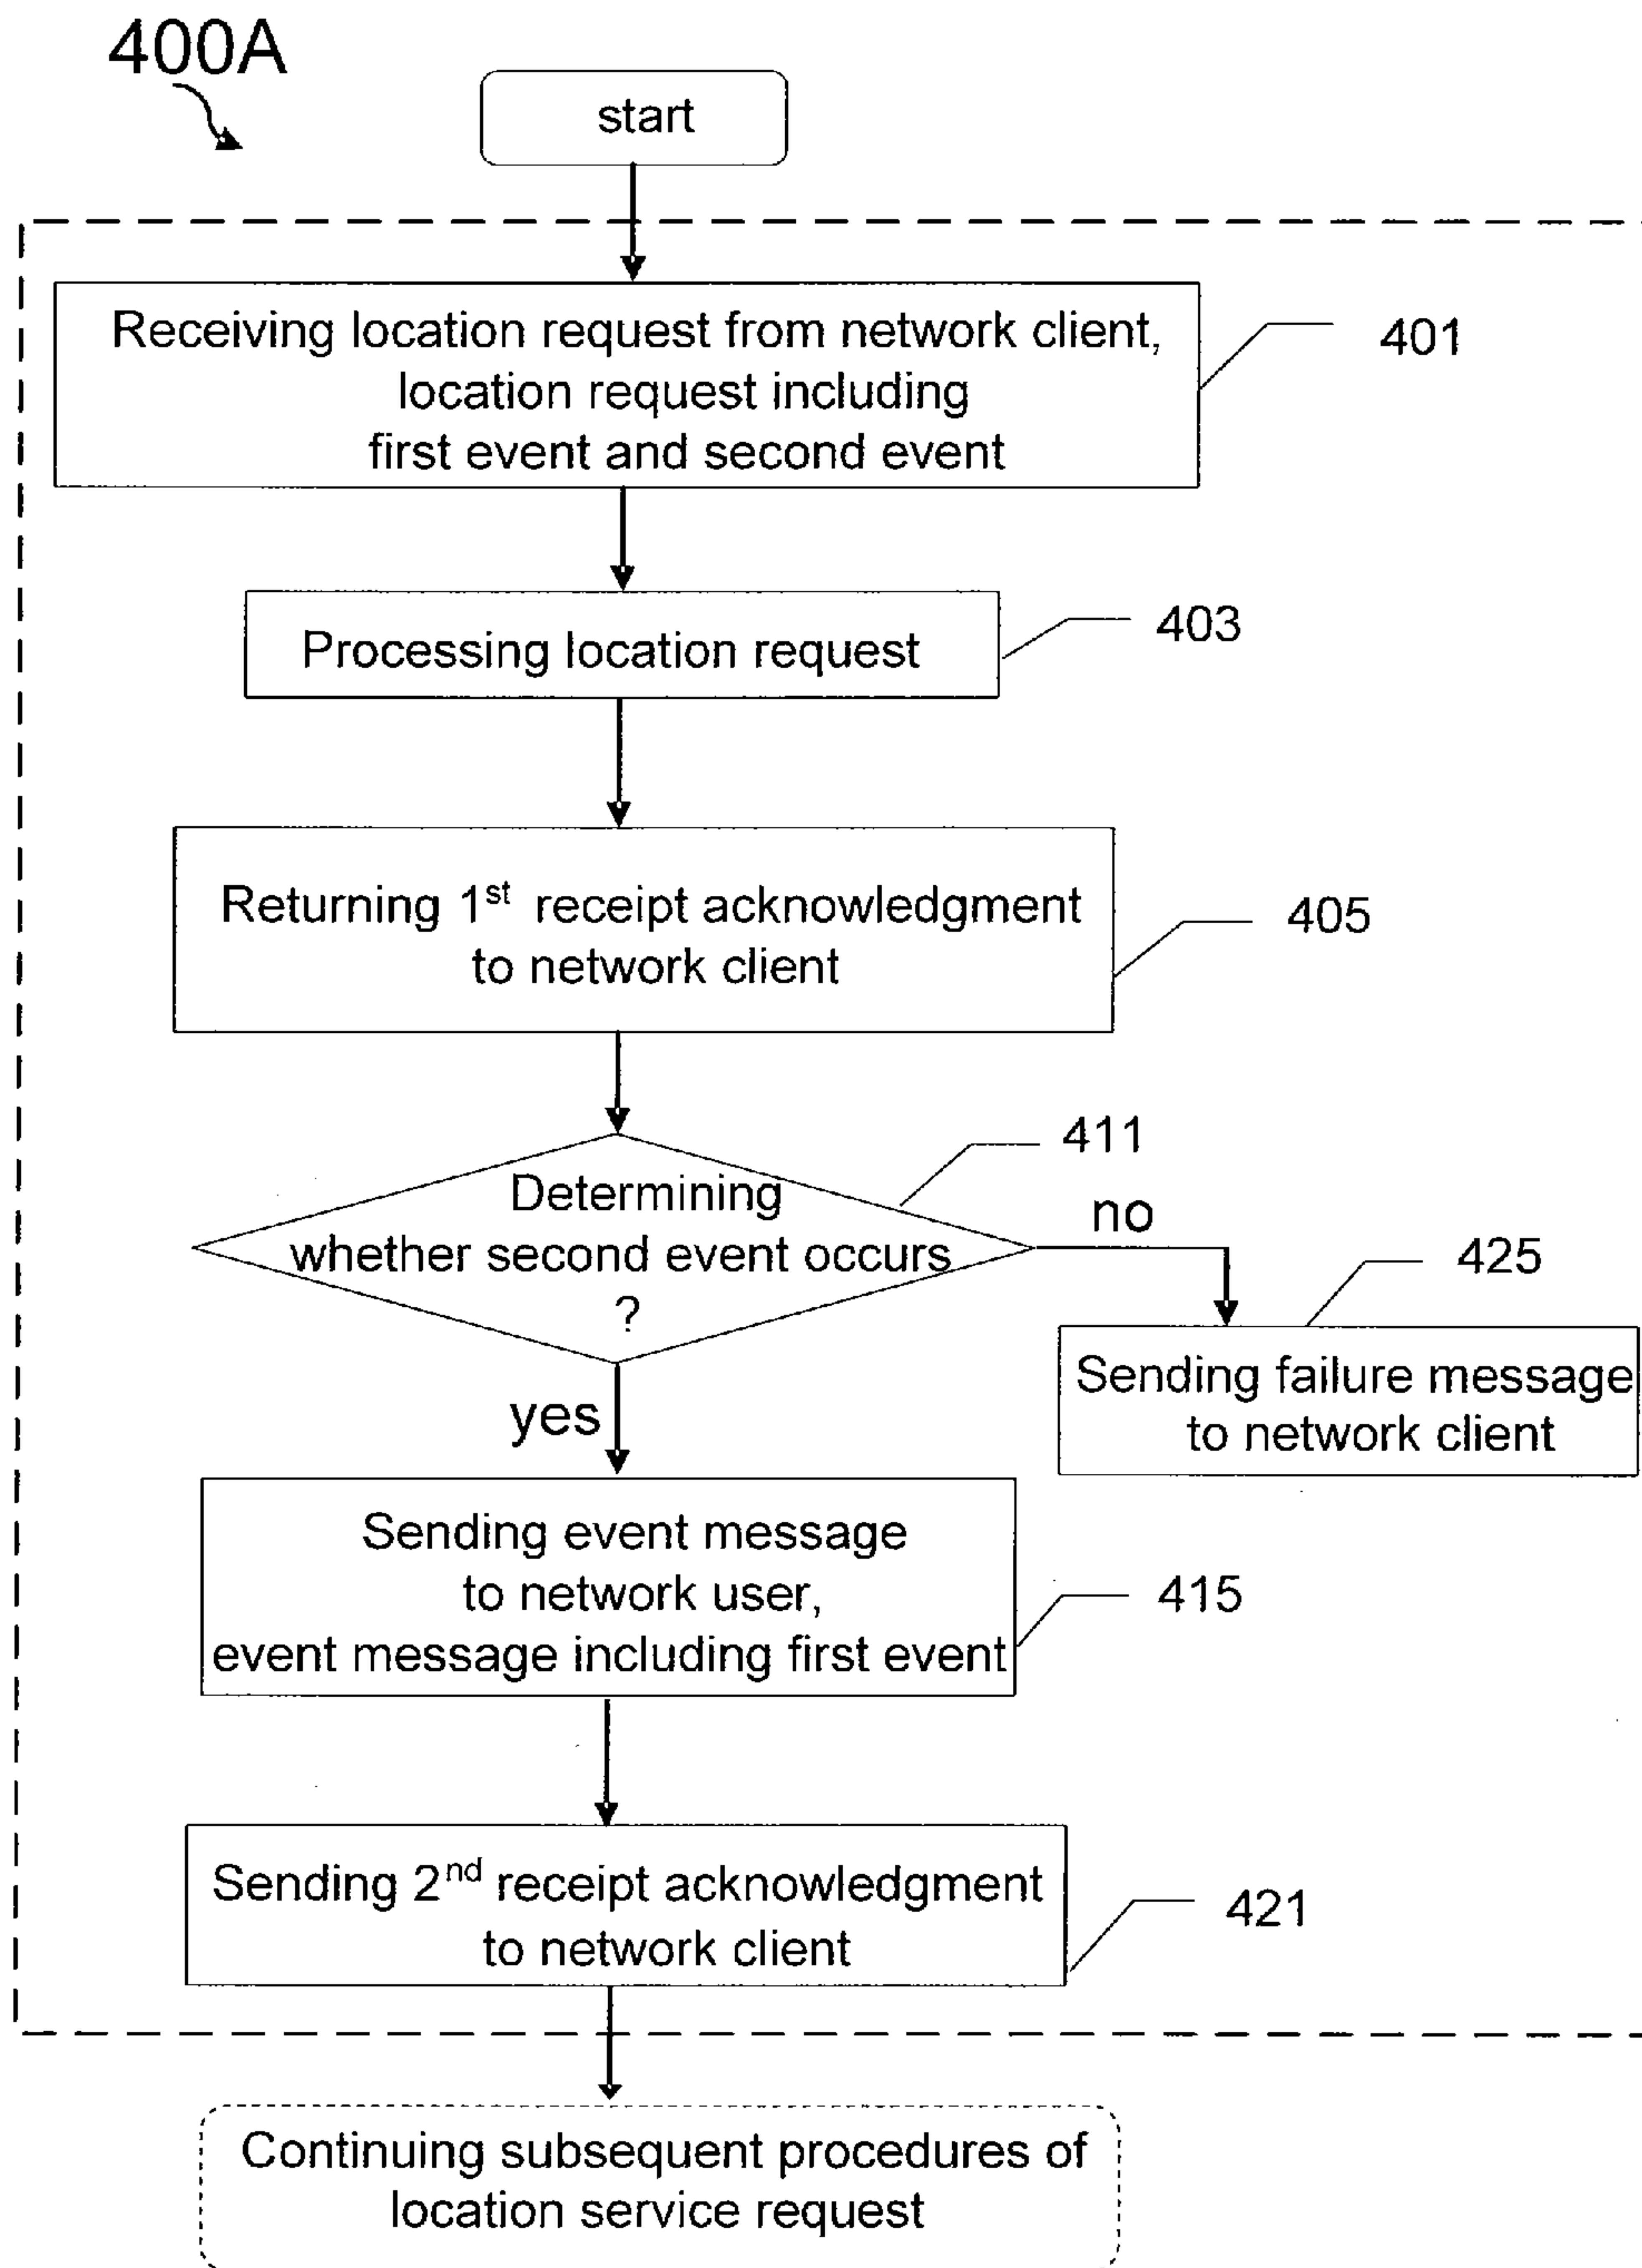 400A
start
Receiving location request from network client,
location request including
first event and second event
401
Processing location request
403
Returning 1st receipt acknowledgment
to network client
405
Determining
whether second event occurs
?
411
no
425
Sending failure message
to network client
yes
Sending event message
to network user,
event message including first event
415
Sending 2nd receipt acknowledgment
to network client
421
Continuing subsequent procedures of
location service request